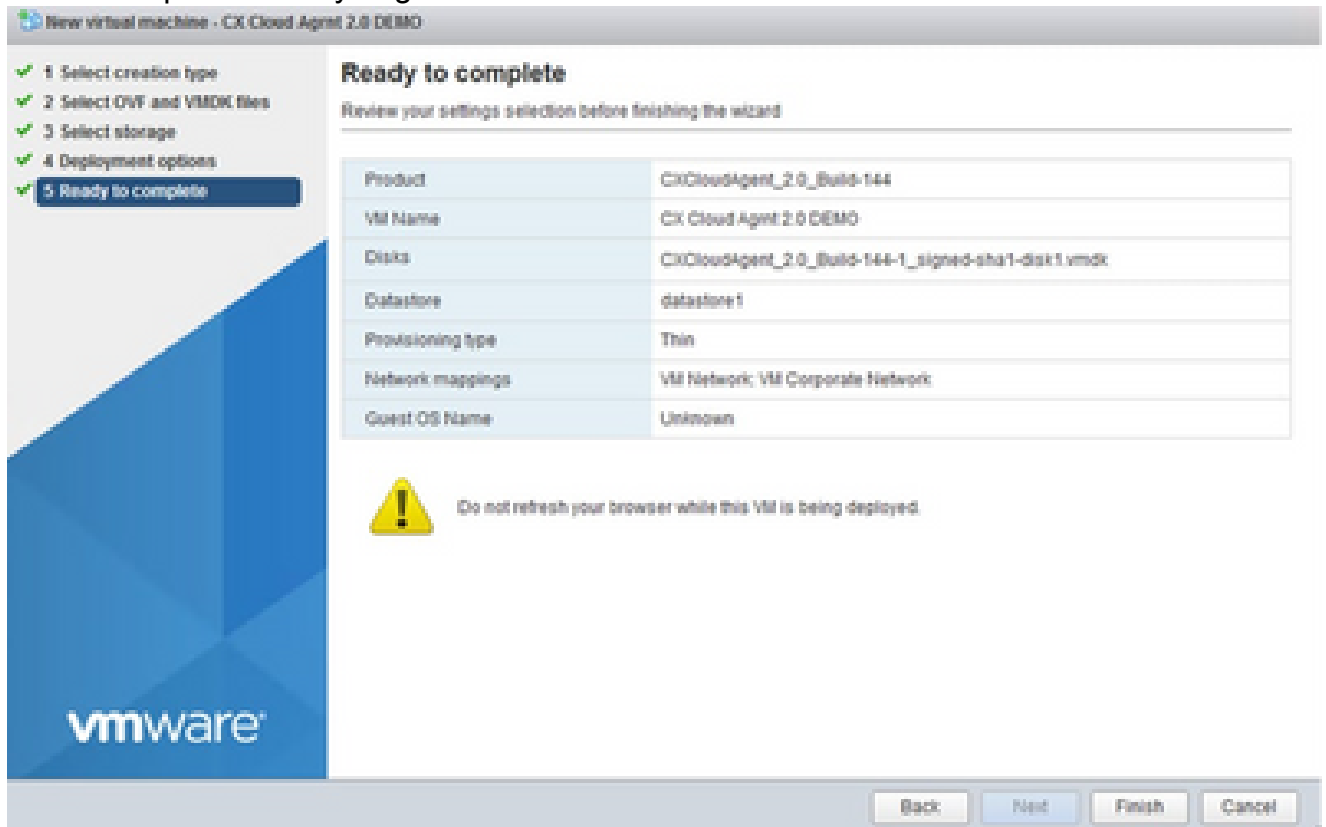 New virtual machine - CX Cloud Agmt 2.0 DEMO
1 Select creation type
2 Select OVF and VMDK files
3 Select storage
4 Deployment options
5 Ready to complete
Ready to complete
Review your settings selection before finishing the wizard
Product CXCloudAgent_2.0_Build-144
VM Name CX Cloud Agmt 2.0 DEMO
Disks CXCloudAgent_2.0_Build-144-1_signed-sha1-disk1.vmdk
Datastore datastore1
Provisioning type Thin
Network mappings VM Network: VM Corporate Network
Guest OS Name Unknown
Do not refresh your browser while this VM is being deployed.
vmware
Back Next Finish Cancel